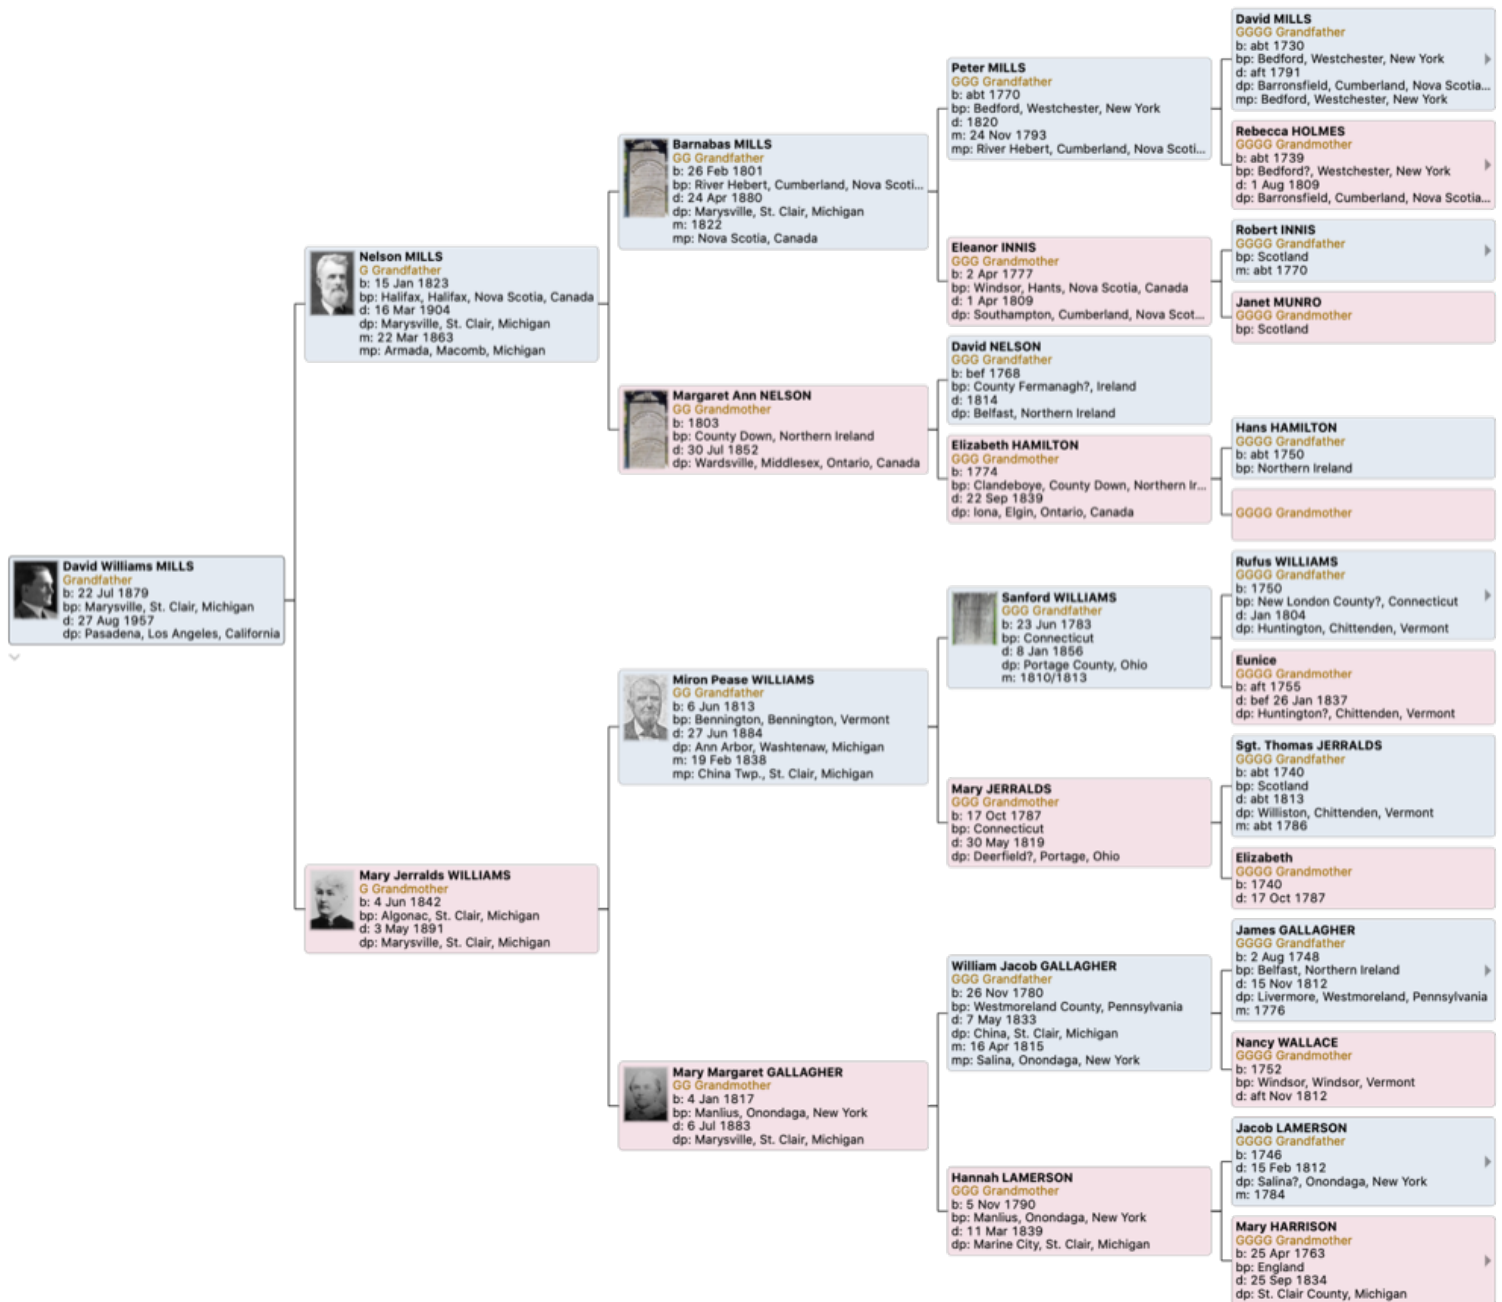 David Williams MILLS
Grandfather
b: 22 Jul 1879
bp: Marysville, St. Clair, Michigan
d: 27 Aug 1957
dp: Pasadena, Los Angeles, California
Nelson MILLS
G Grandfather
b: 15 Jan 1823
bp: Halifax, Halifax, Nova Scotia, Canada
d: 16 Mar 1904
dp: Marysville, St. Clair, Michigan
m: 22 Mar 1863
mp: Armada, Macomb, Michigan
Mary Jerralds WILLIAMS
G Grandmother
b: 4 Jun 1842
bp: Algonac, St. Clair, Michigan
d: 3 May 1891
dp: Marysville, St. Clair, Michigan
Barnabas MILLS
GG Grandfather
b: 26 Feb 1801
bp: River Hebert, Cumberland, Nova Scoti...
d: 24 Apr 1880
dp: Marysville, St. Clair, Michigan
m: 1822
mp: Nova Scotia, Canada
Margaret Ann NELSON
GG Grandmother
b: 1803
bp: County Down, Northern Ireland
d: 30 Jul 1852
dp: Wardsville, Middlesex, Ontario, Canada
Miron Pease WILLIAMS
GG Grandfather
b: 6 Jun 1813
bp: Bennington, Bennington, Vermont
d: 27 Jun 1884
dp: Ann Arbor, Washtenaw, Michigan
m: 19 Feb 1838
mp: China Twp., St. Clair, Michigan
Mary Margaret GALLAGHER
GG Grandmother
b: 4 Jan 1817
bp: Manlius, Onondaga, New York
d: 6 Jul 1883
dp: Marysville, St. Clair, Michigan
Peter MILLS
GGG Grandfather
b: abt 1770
bp: Bedford, Westchester, New York
d: 1820
m: 24 Nov 1793
mp: River Hebert, Cumberland, Nova Scoti...
Eleanor INNIS
GGG Grandmother
b: 2 Apr 1777
bp: Windsor, Hants, Nova Scotia, Canada
d: 1 Apr 1809
dp: Southampton, Cumberland, Nova Scot...
David NELSON
GGG Grandfather
b: bef 1768
bp: County Fermanagh?, Ireland
d: 1814
dp: Belfast, Northern Ireland
Elizabeth HAMILTON
GGG Grandmother
b: 1774
bp: Clandeboye, County Down, Northern Ir...
d: 22 Sep 1839
dp: Iona, Elgin, Ontario, Canada
Sanford WILLIAMS
GGG Grandfather
b: 23 Jun 1783
bp: Connecticut
d: 8 Jan 1856
dp: Portage County, Ohio
m: 1810/1813
Mary JERRALDS
GGG Grandmother
b: 17 Oct 1787
bp: Connecticut
d: 30 May 1819
dp: Deerfield?, Portage, Ohio
William Jacob GALLAGHER
GGG Grandfather
b: 26 Nov 1780
bp: Westmoreland County, Pennsylvania
d: 7 May 1833
dp: China, St. Clair, Michigan
m: 16 Apr 1815
mp: Salina, Onondaga, New York
Hannah LAMERSON
GGG Grandmother
b: 5 Nov 1790
bp: Manlius, Onondaga, New York
d: 11 Mar 1839
dp: Marine City, St. Clair, Michigan
David MILLS
GGGG Grandfather
b: abt 1730
bp: Bedford, Westchester, New York
d: aft 1791
dp: Barronsfield, Cumberland, Nova Scotia...
mp: Bedford, Westchester, New York
Rebecca HOLMES
GGGG Grandmother
b: abt 1739
bp: Bedford?, Westchester, New York
d: 1 Aug 1809
dp: Barronsfield, Cumberland, Nova Scotia...
Robert INNIS
GGGG Grandfather
bp: Scotland
m: abt 1770
Janet MUNRO
GGGG Grandmother
bp: Scotland
Hans HAMILTON
GGGG Grandfather
b: abt 1750
bp: Northern Ireland
GGGG Grandmother
Rufus WILLIAMS
GGGG Grandfather
b: 1750
bp: New London County?, Connecticut
d: Jan 1804
dp: Huntington, Chittenden, Vermont
Eunice
GGGG Grandmother
b: aft 1755
d: bef 26 Jan 1837
dp: Huntington?, Chittenden, Vermont
Sgt. Thomas JERRALDS
GGGG Grandfather
b: abt 1740
bp: Scotland
d: abt 1813
dp: Williston, Chittenden, Vermont
m: abt 1786
Elizabeth
GGGG Grandmother
b: 1740
d: 17 Oct 1787
James GALLAGHER
GGGG Grandfather
b: 2 Aug 1748
bp: Belfast, Northern Ireland
d: 15 Nov 1812
dp: Livermore, Westmoreland, Pennsylvania
m: 1776
Nancy WALLACE
GGGG Grandmother
b: 1752
bp: Windsor, Windsor, Vermont
d: aft Nov 1812
Jacob LAMERSON
GGGG Grandfather
b: 1746
d: 15 Feb 1812
dp: Salina?, Onondaga, New York
m: 1784
Mary HARRISON
GGGG Grandmother
b: 25 Apr 1763
bp: England
d: 25 Sep 1834
dp: St. Clair County, Michigan